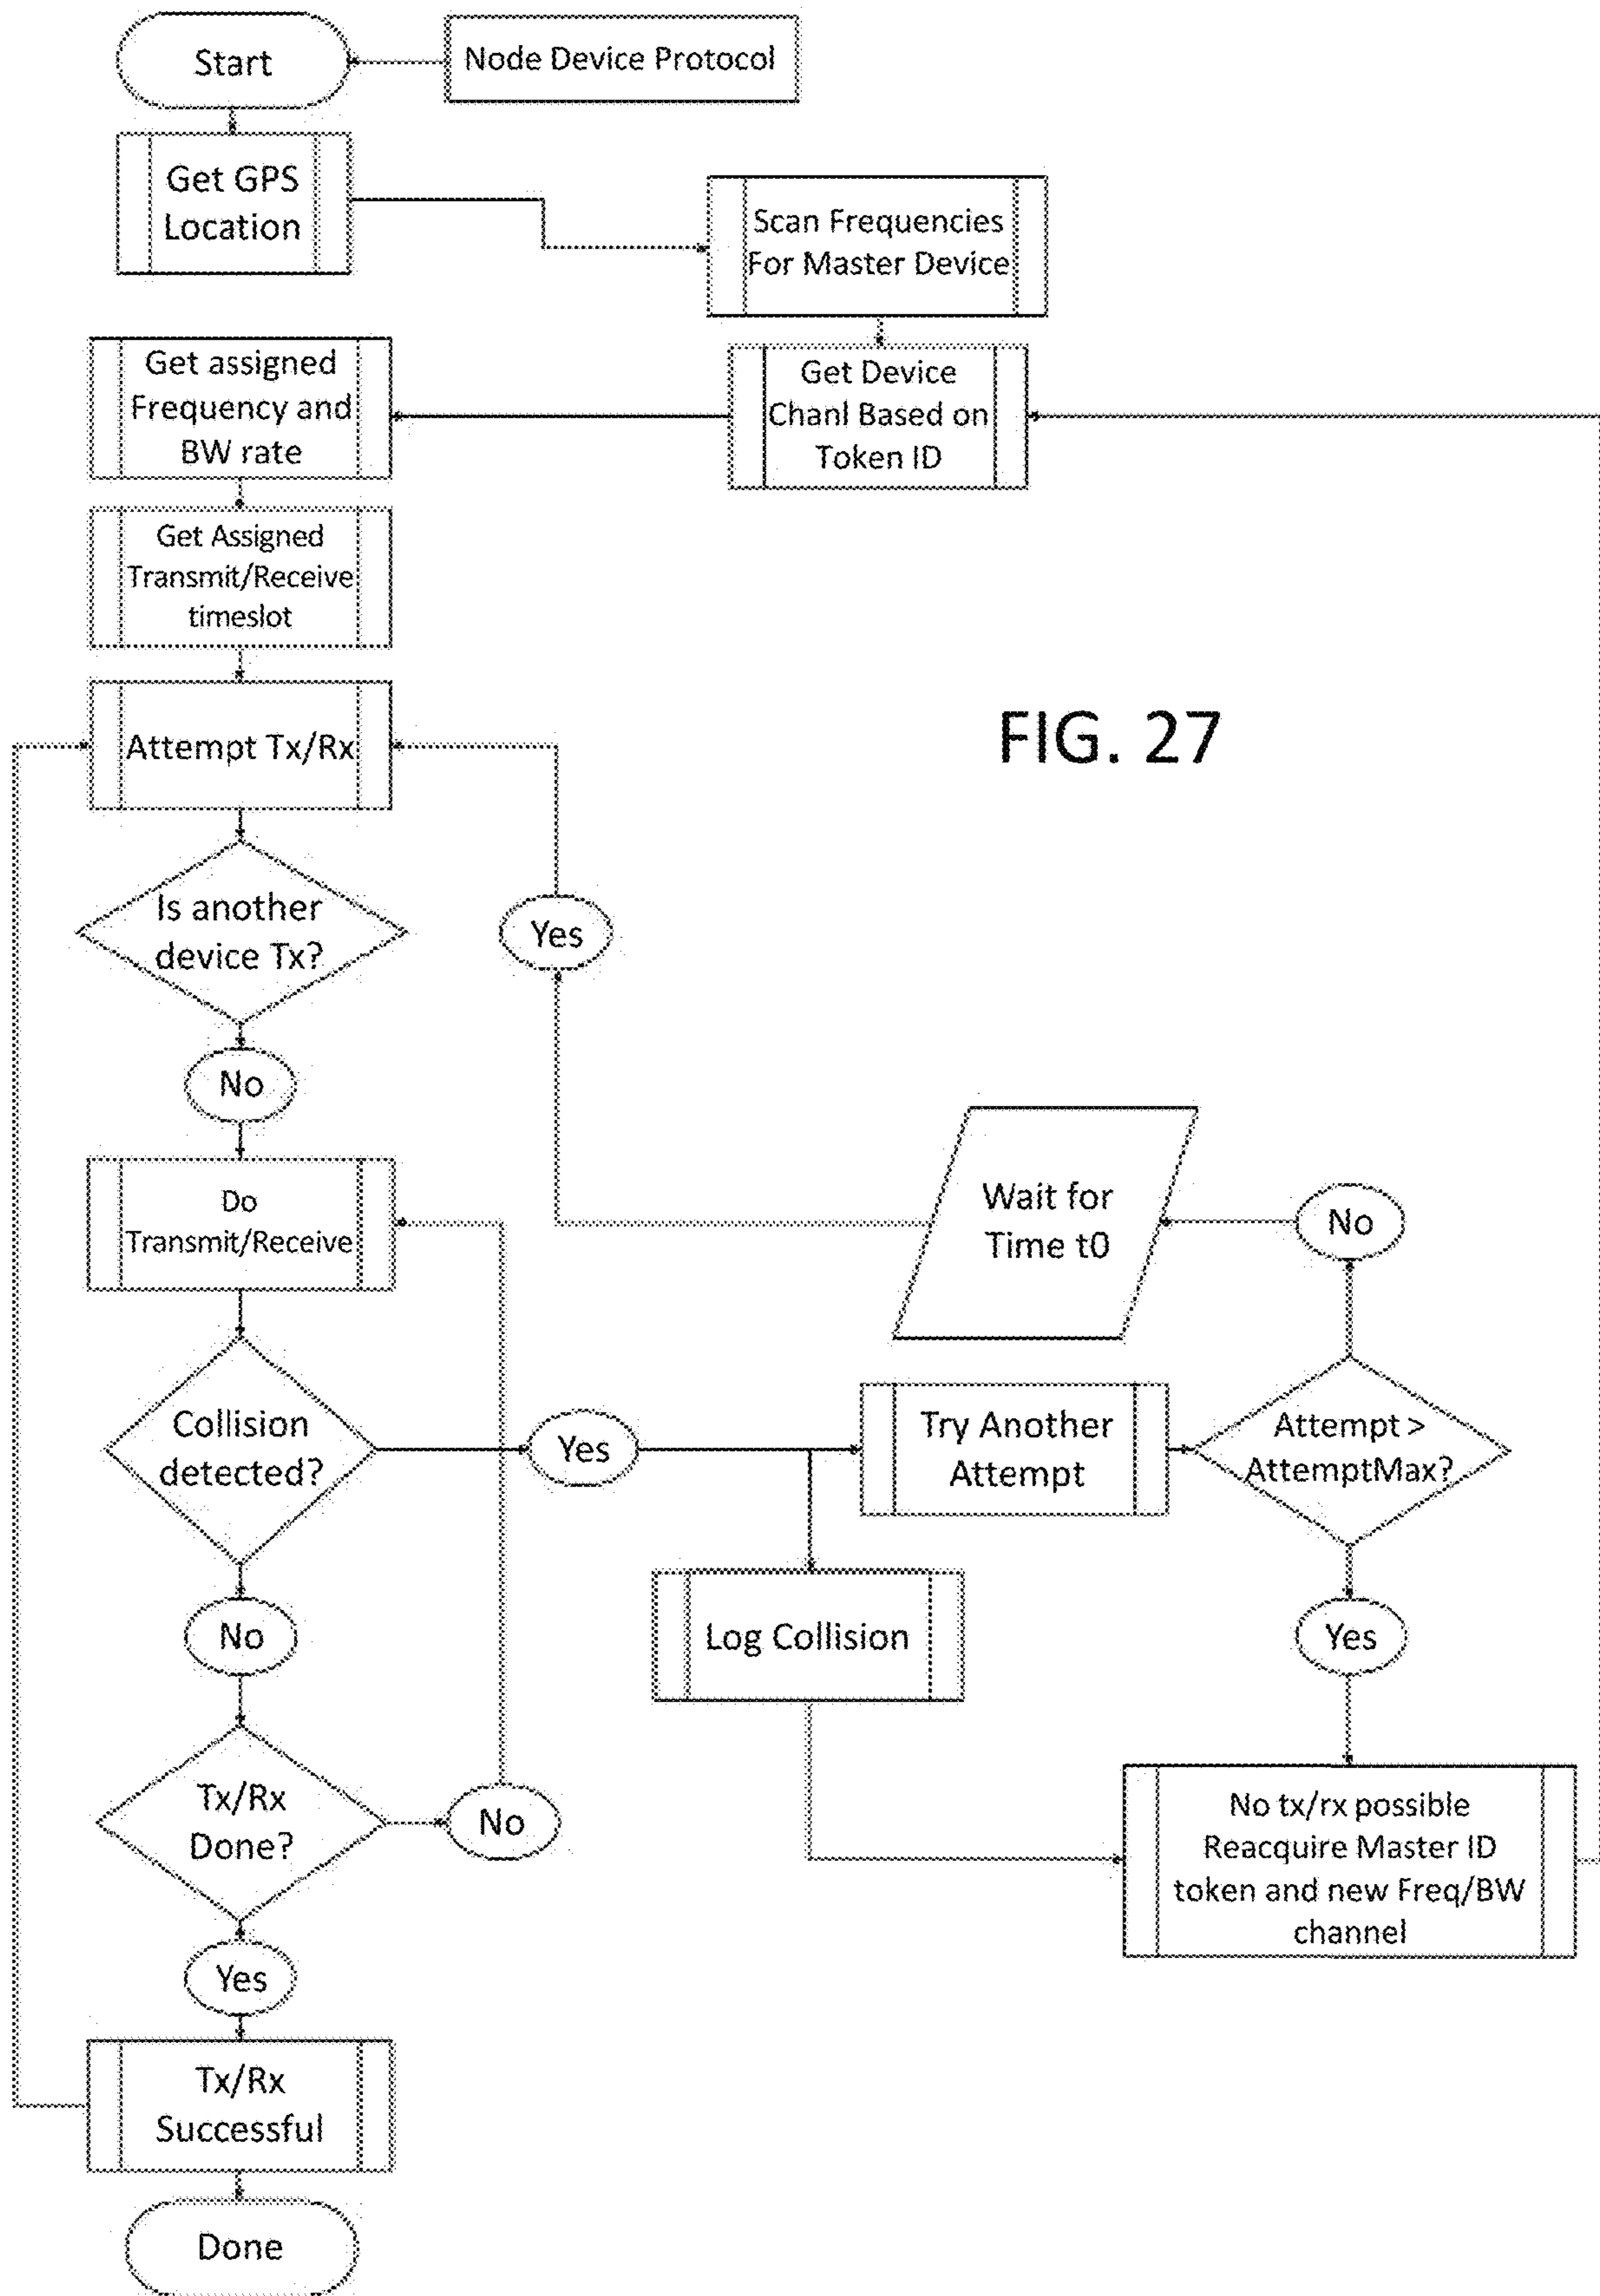 Start
Node Device Protocol
Get GPS
Location
Scan Frequencies
For Master Device
Get Device
Chanl Based on
Token ID
Get assigned
Frequency and
BW rate
Get Assigned
Transmit/Receive
timeslot
Attempt Tx/Rx
FIG. 27
Is another
device Tx?
Yes
No
Do
Transmit/Receive
Wait for
Time t0
No
Collision
detected?
Yes
Try Another
Attempt
Attempt >
AttemptMax?
No
Log Collision
Yes
Tx/Rx
Done?
No
No tx/rx possible
Reacquire Master ID
token and new Freq/BW
channel
Yes
Tx/Rx
Successful
Done